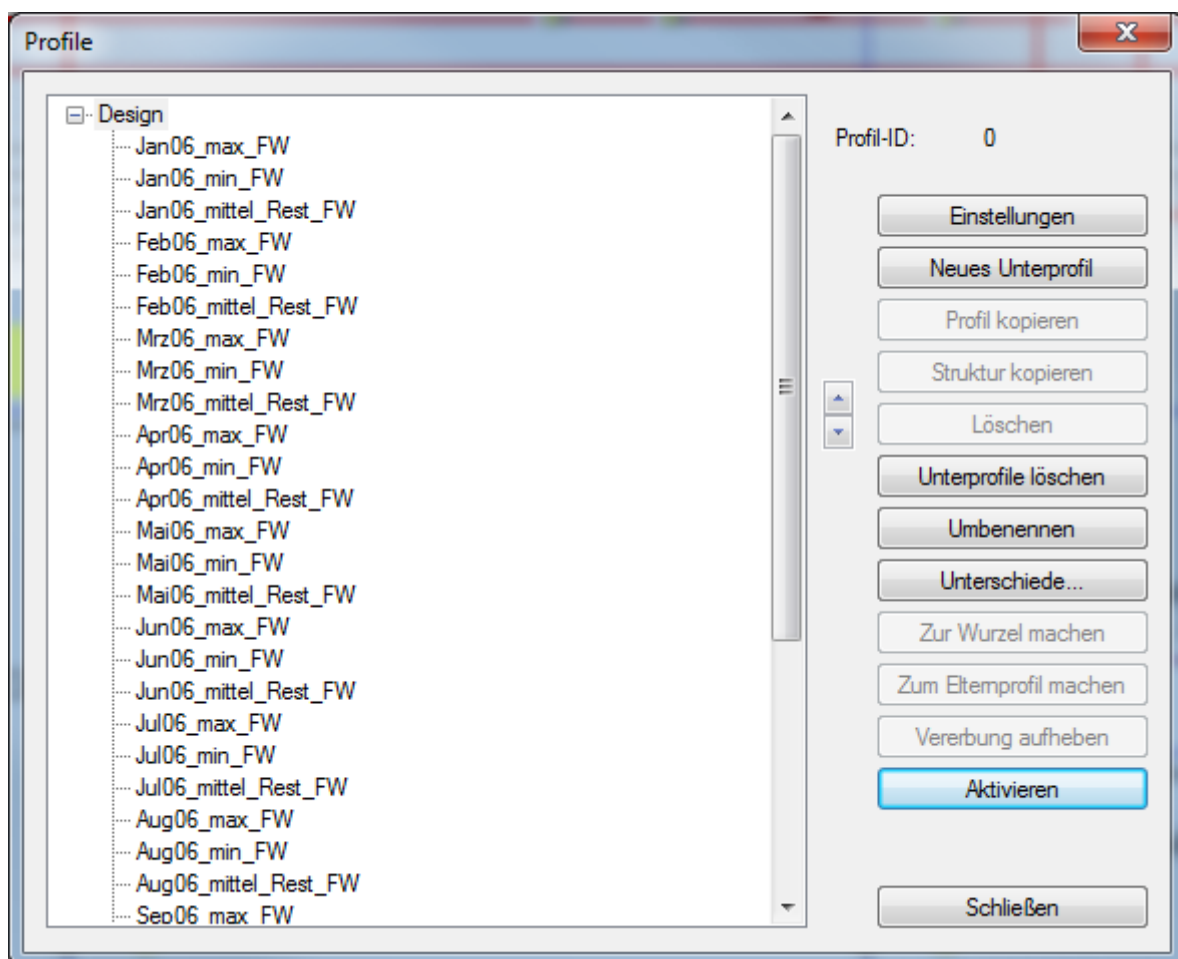 Profile
Design
Jan06_max_FW
Jan06_min_FW
Jan06_mittel_Rest_FW
Feb06_max_FW
Feb06_min_FW
Feb06_mittel_Rest_FW
Mrz06_max_FW
Mrz06_min_FW
Mrz06_mittel_Rest_FW
Apr06_max_FW
Apr06_min_FW
Apr06_mittel_Rest_FW
Mai06_max_FW
Mai06_min_FW
Mai06_mittel_Rest_FW
Jun06_max_FW
Jun06_min_FW
Jun06_mittel_Rest_FW
Jul06_max_FW
Jul06_min_FW
Jul06_mittel_Rest_FW
Aug06_max_FW
Aug06_min_FW
Aug06_mittel_Rest_FW
Sep06_max_FW
Profil-ID: 0
Einstellungen
Neues Unterprofil
Profil kopieren
Struktur kopieren
Löschen
Unterprofile löschen
Umbenennen
Unterschiede...
Zur Wurzel machen
Zum Elternprofil machen
Vererbung aufheben
Aktivieren
Schließen